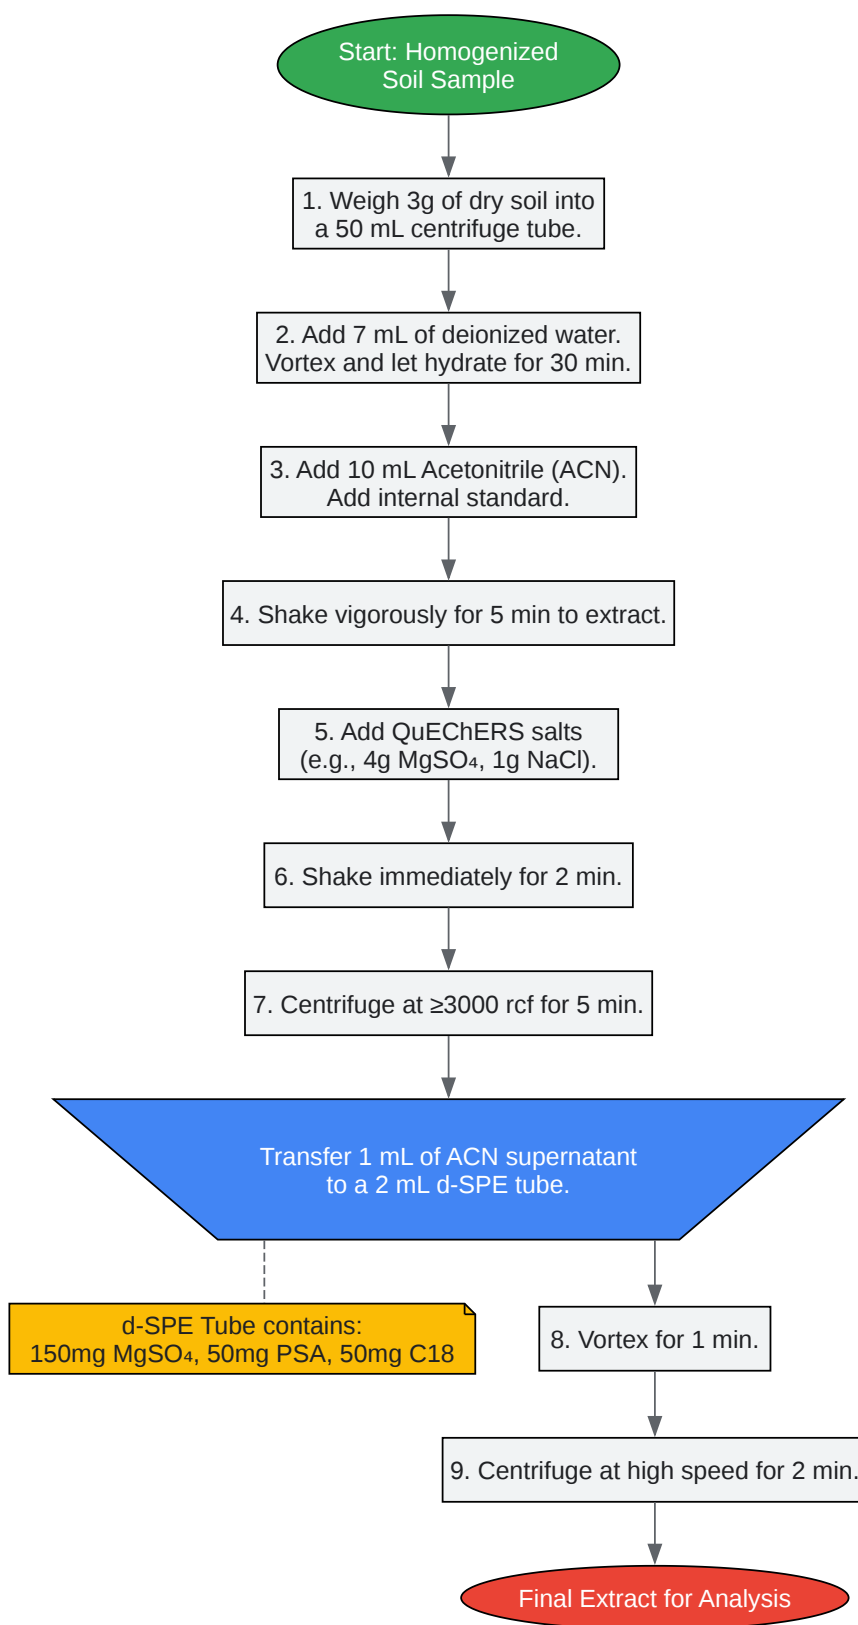 Start: Homogenized
Soil Sample
1. Weigh 3g of dry soil into
a 50 mL centrifuge tube.
2. Add 7 mL of deionized water.
Vortex and let hydrate for 30 min.
3. Add 10 mL Acetonitrile (ACN).
Add internal standard.
4. Shake vigorously for 5 min to extract.
5. Add QuEChERS salts
(e.g., 4g MgSO₄, 1g NaCl).
6. Shake immediately for 2 min.
7. Centrifuge at ≥3000 rcf for 5 min.
Transfer 1 mL of ACN supernatant
to a 2 mL d-SPE tube.
d-SPE Tube contains:
150mg MgSO₄, 50mg PSA, 50mg C18
8. Vortex for 1 min.
9. Centrifuge at high speed for 2 min.
Final Extract for Analysis